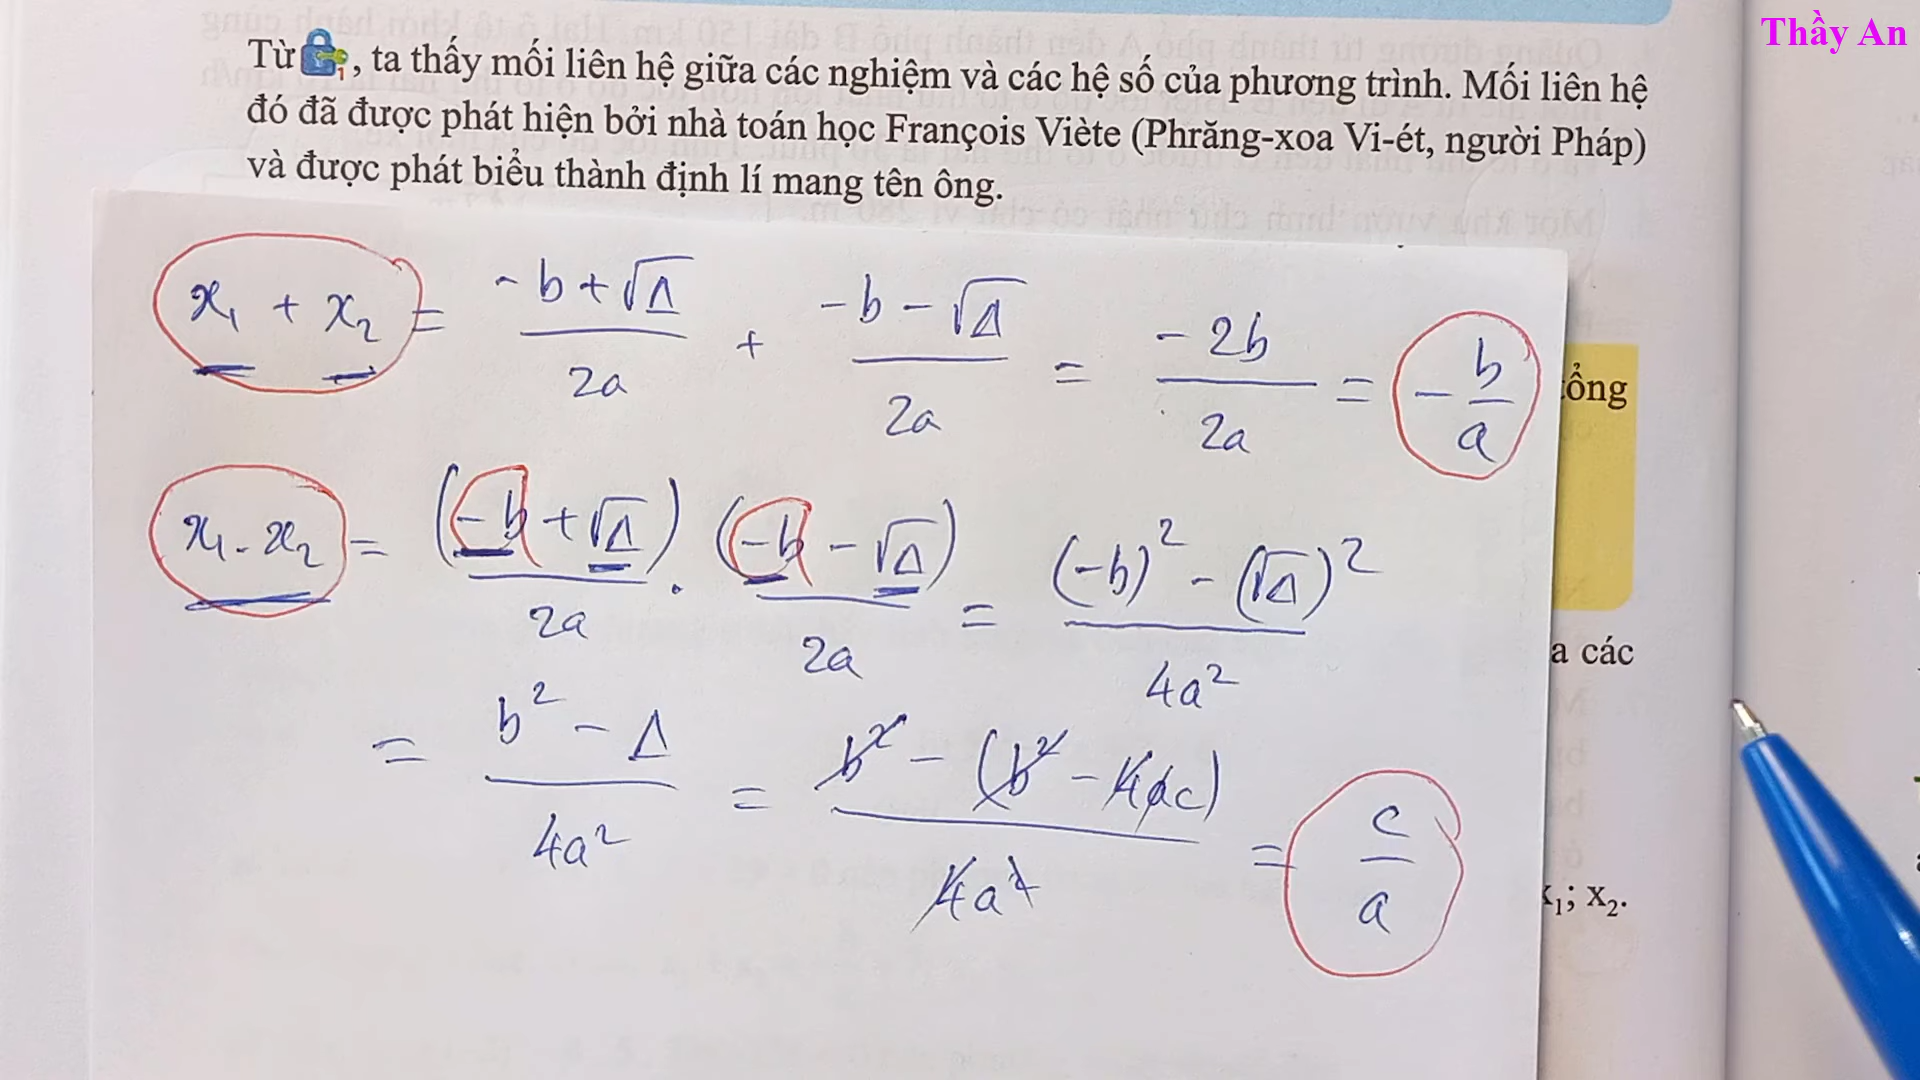 Thầy An
Từ 1, ta thấy mối liên hệ giữa các nghiệm và các hệ số của phương trình. Mối liên hệ
đó đã được phát hiện bởi nhà toán học François Viète (Phrăng-xoa Vi-ét, người Pháp)
và được phát biểu thành định lí mang tên ông.
x₁ + x₂ = (-b + √Δ)/2a + (-b - √Δ)/2a = -2b/2a = -b/a
tổng
x₁ . x₂ = (-b + √Δ)/2a . (-b - √Δ)/2a = ((-b)² - (√Δ)²)/4a²
a các
= (b² - Δ)/4a² = (b² - (b² - 4ac))/4a² = c/a
x₁; x₂.